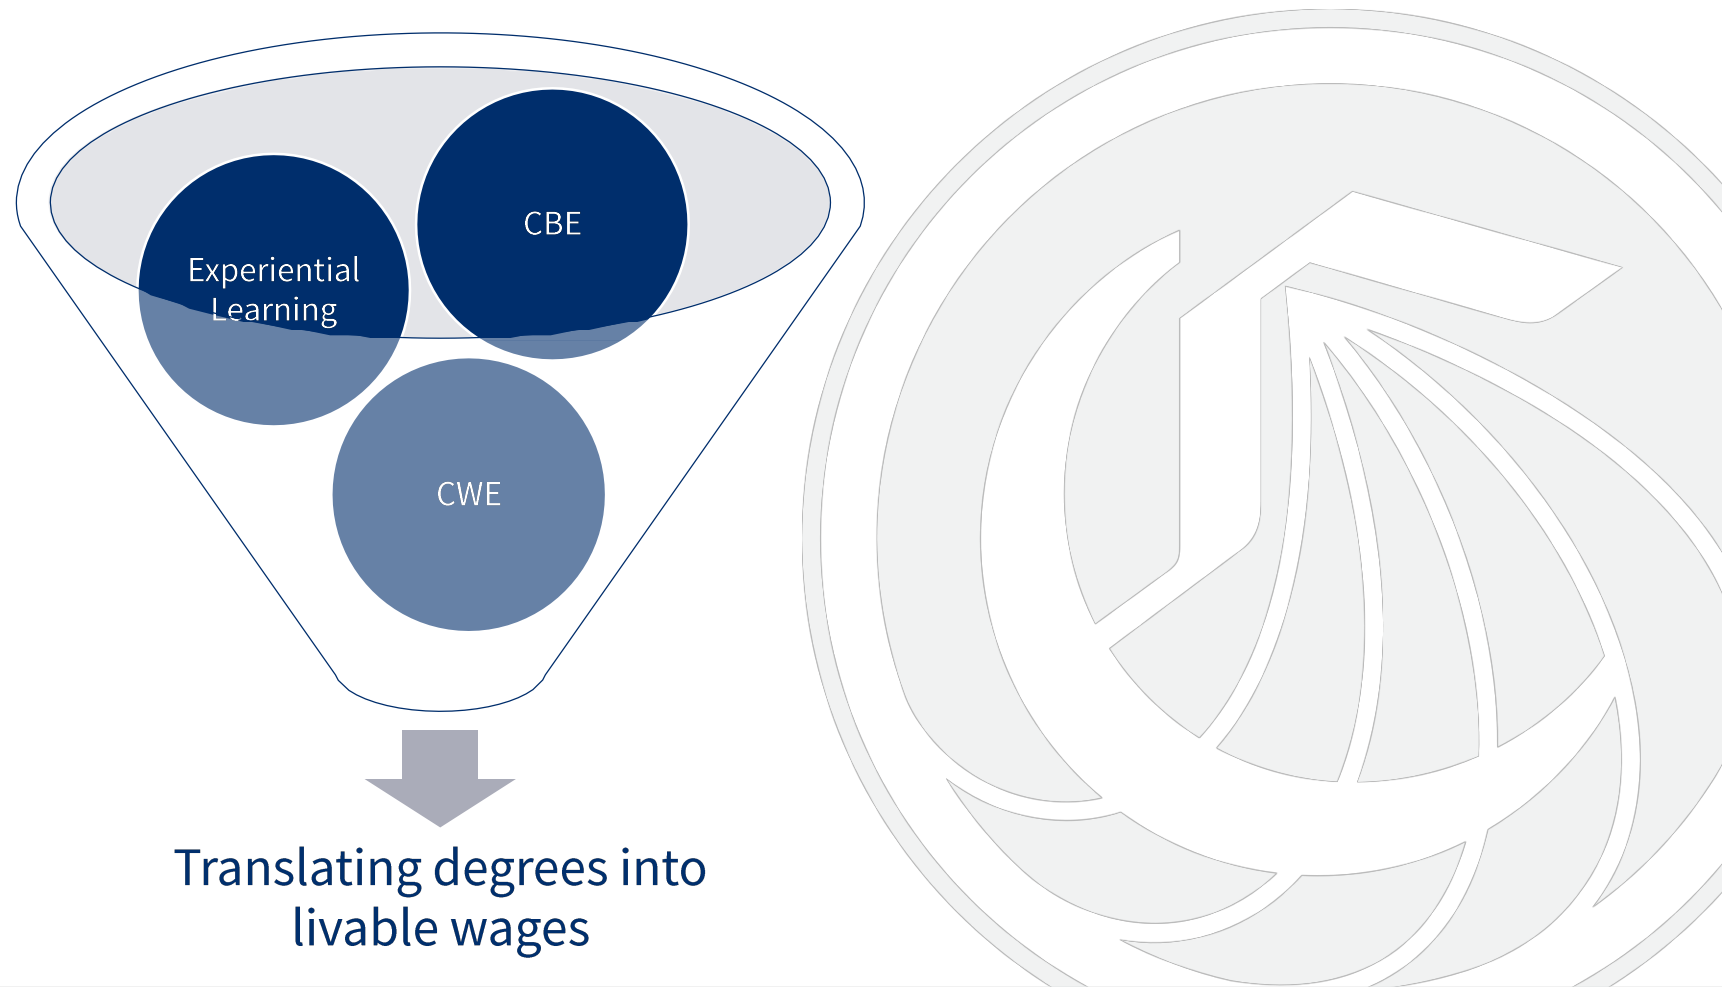 CBE
Experiential
Learning
CWE
Translating degrees into
livable wages